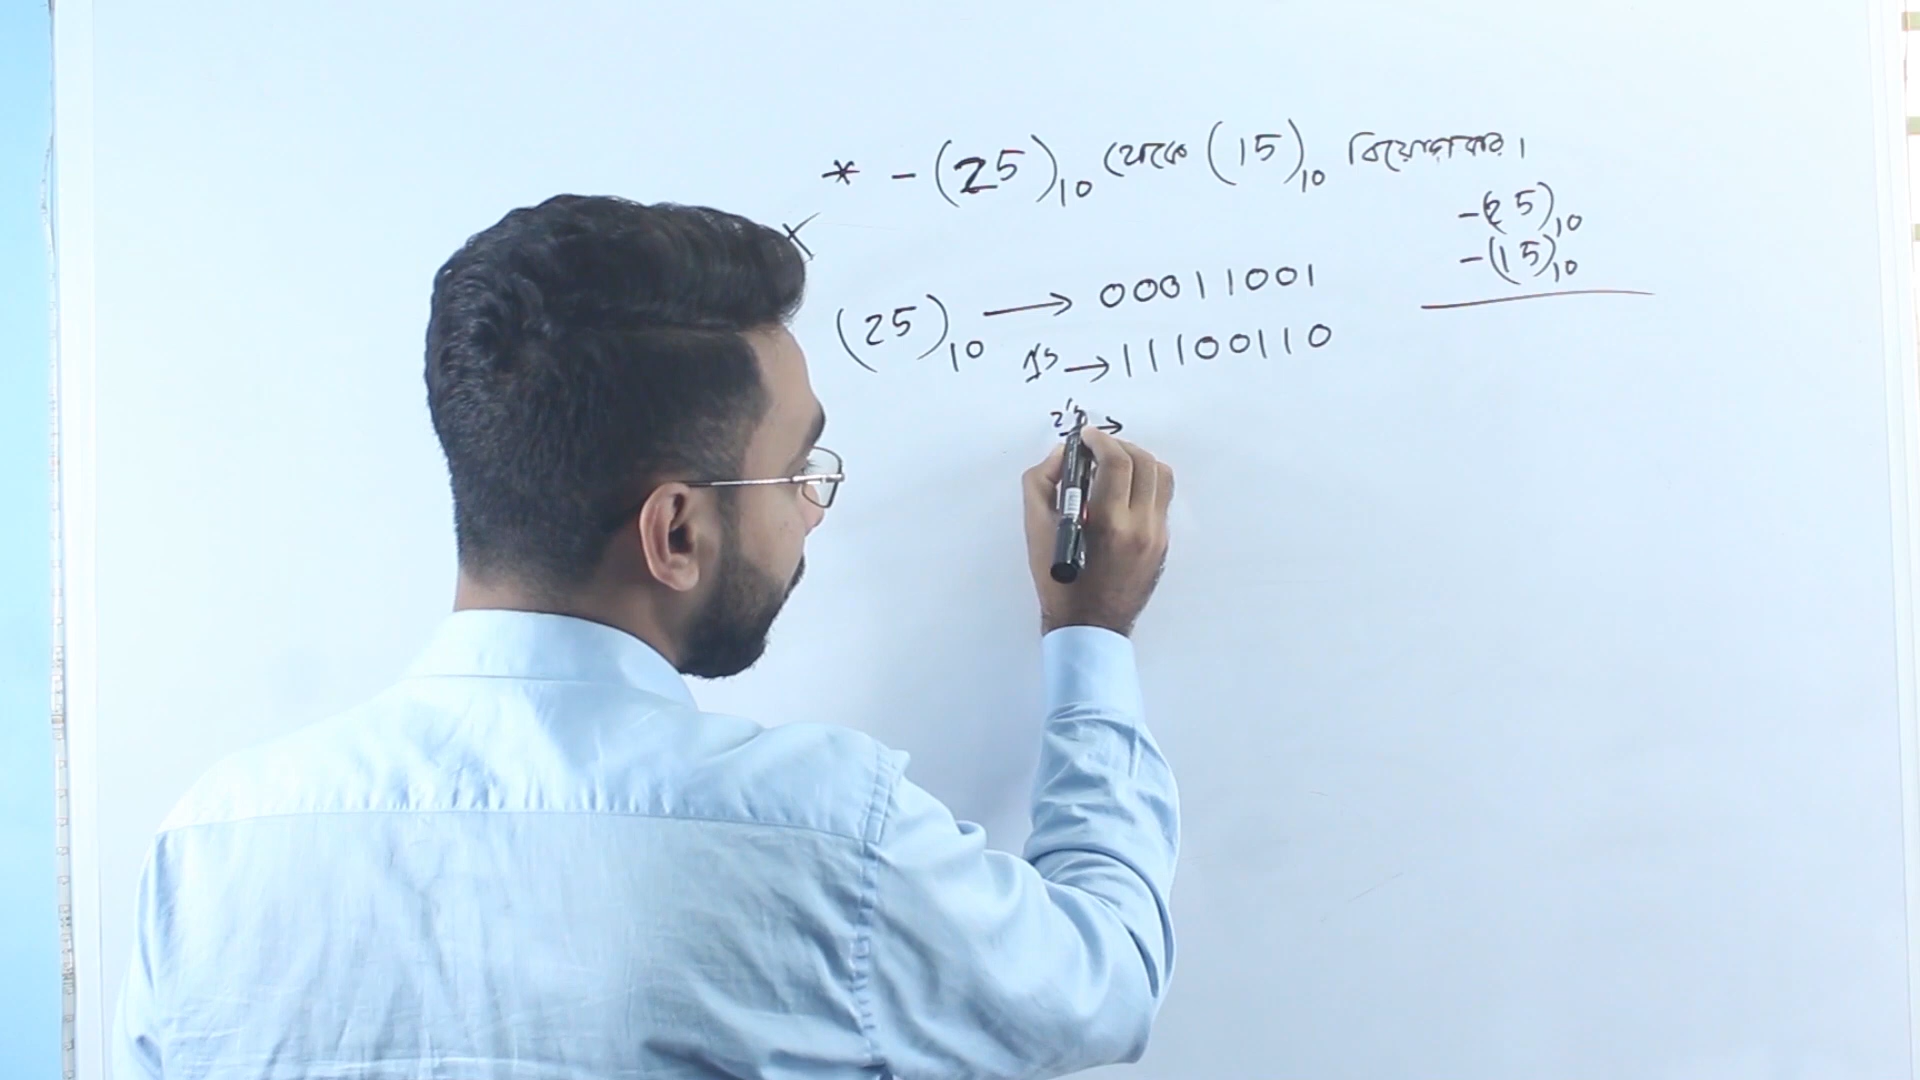 * - (25)₁₀ থেকে (15)₁₀ বিয়োগ কর।
-(25)₁₀
-(15)₁₀
(25)₁₀ → 00011001
1's → 11100110
2's →